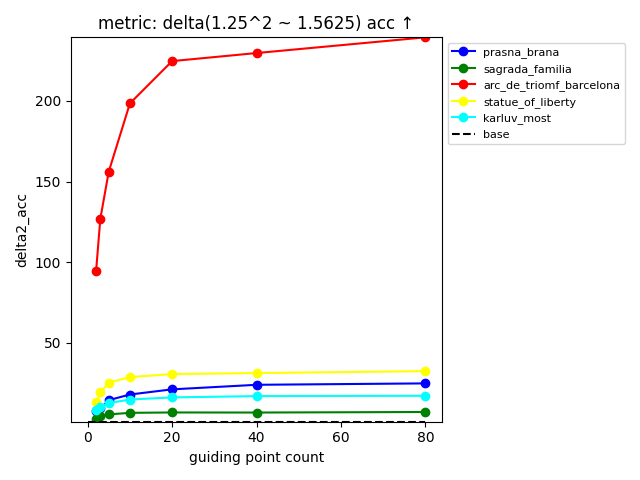 metric: delta(1.25^2 ~ 1.5625) acc ↑
prasna_brana
sagrada_familia
arc_de_triomf_barcelona
statue_of_liberty
karluv_most
base
delta2_acc
200
150
100
50
0
20
40
60
80
guiding point count